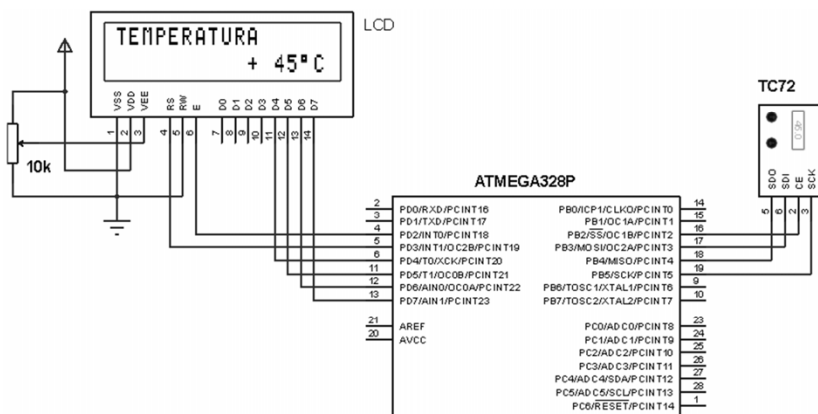 LCD
TEMPERATURA
+ 45°C
VSS
VDD
VEE
RS
RW
E
D0
D1
D2
D3
D4
D5
D6
D7
1
2
3
4
5
6
7
8
9
10
11
12
13
14
10k
TC72
45.0
SDO
SDI
CE
SCK
5
6
2
3
ATMEGA328P
2 PD0/RXD/PCINT16
3 PD1/TXD/PCINT17
4 PD2/INT0/PCINT18
5 PD3/INT1/OC2B/PCINT19
6 PD4/T0/XCK/PCINT20
11 PD5/T1/OC0B/PCINT21
12 PD6/AIN0/OC0A/PCINT22
13 PD7/AIN1/PCINT23
21 AREF
20 AVCC
PB0/ICP1/CLKO/PCINT0 14
PB1/OC1A/PCINT1 15
PB2/SS/OC1B/PCINT2 16
PB3/MOSI/OC2A/PCINT3 17
PB4/MISO/PCINT4 18
PB5/SCK/PCINT5 19
PB6/TOSC1/XTAL1/PCINT6 9
PB7/TOSC2/XTAL2/PCINT7 10
PC0/ADC0/PCINT8 23
PC1/ADC1/PCINT9 24
PC2/ADC2/PCINT10 25
PC3/ADC3/PCINT11 26
PC4/ADC4/SDA/PCINT12 27
PC5/ADC5/SCL/PCINT13 28
PC6/RESET/PCINT14 1